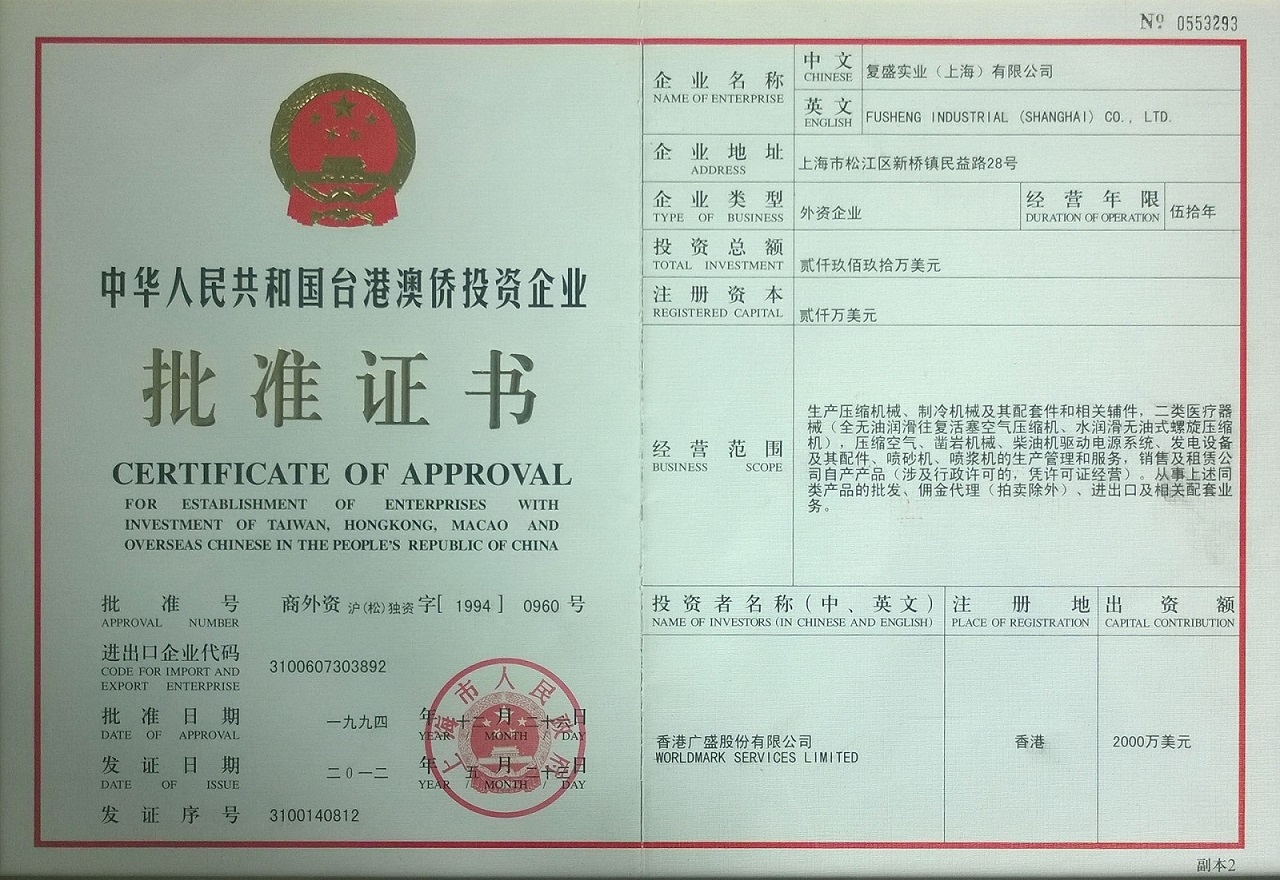 № 0553293
中华人民共和国台港澳侨投资企业
批准证书
CERTIFICATE OF APPROVAL
FOR ESTABLISHMENT OF ENTERPRISES WITH
INVESTMENT OF TAIWAN, HONGKONG, MACAO AND
OVERSEAS CHINESE IN THE PEOPLE'S REPUBLIC OF CHINA
批准号 商外资 沪(松)独资 字[ 1994 ] 0960 号
APPROVAL NUMBER
进出口企业代码 3100607303892
CODE FOR IMPORT AND
EXPORT ENTERPRISE
批准日期 一九九四 年 十二 月 二十 日
DATE OF APPROVAL YEAR / MONTH / DAY
发证日期 二0一二 年 五 月 二十 日
DATE OF ISSUE YEAR / MONTH / DAY
发证序号 3100140812
上海市人民政府
企业名称 中文 复盛实业（上海）有限公司
NAME OF ENTERPRISE CHINESE
英文 FUSHENG INDUSTRIAL (SHANGHAI) CO., LTD.
ENGLISH
企业地址 上海市松江区新桥镇民益路28号
ADDRESS
企业类型 外资企业 经营年限 伍拾年
TYPE OF BUSINESS DURATION OF OPERATION
投资总额 贰仟玖佰玖拾万美元
TOTAL INVESTMENT
注册资本 贰仟万美元
REGISTERED CAPITAL
经营范围
BUSINESS SCOPE
生产压缩机械、制冷机械及其配套件和相关辅件，二类医疗器
械（全无油润滑往复活塞空气压缩机、水润滑无油式螺旋压缩
机），压缩空气、凿岩机械、柴油机驱动电源系统、发电设备
及其配件、喷砂机、喷浆机的生产管理和服务，销售及租赁公
司自产产品（涉及行政许可的，凭许可证经营）。从事上述同
类产品的批发、佣金代理（拍卖除外）、进出口及相关配套业
务。
投资者名称（中、英文） 注册地 出资额
NAME OF INVESTORS (IN CHINESE AND ENGLISH) PLACE OF REGISTRATION CAPITAL CONTRIBUTION
香港广盛股份有限公司 香港 2000万美元
WORLDMARK SERVICES LIMITED
副本2